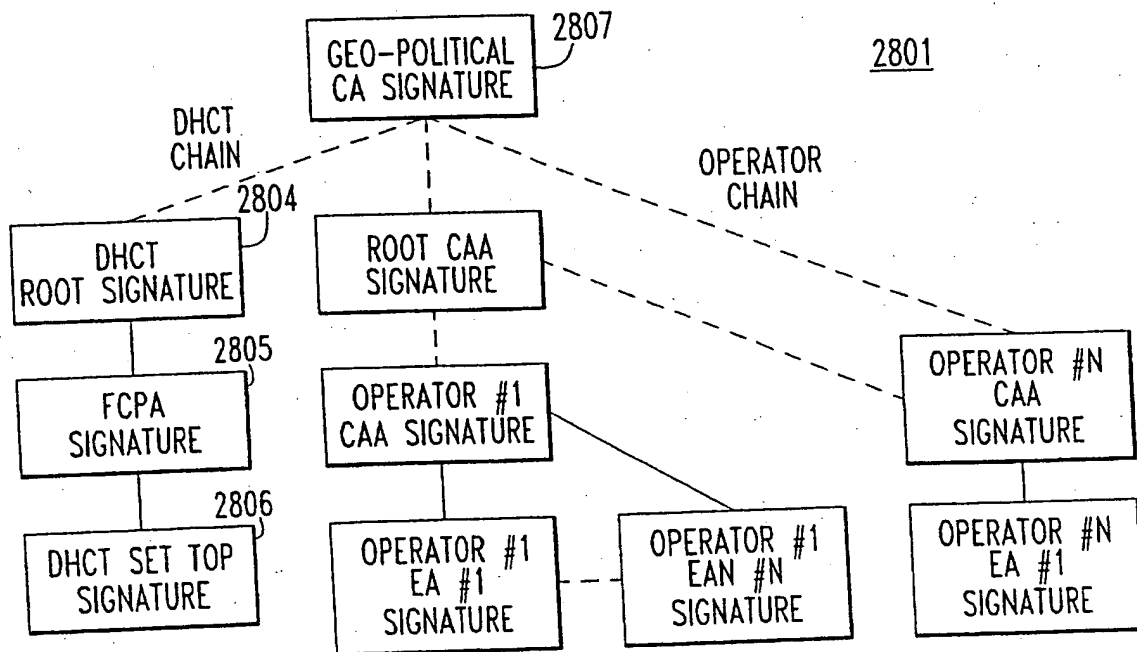 GEO-POLITICAL
CA SIGNATURE
2807
2801
DHCT
CHAIN
OPERATOR
CHAIN
2804
DHCT
ROOT SIGNATURE
ROOT CAA
SIGNATURE
2805
FCPA
SIGNATURE
OPERATOR #1
CAA SIGNATURE
OPERATOR #N
CAA
SIGNATURE
2806
DHCT SET TOP
SIGNATURE
OPERATOR #1
EA #1
SIGNATURE
OPERATOR #1
EAN #N
SIGNATURE
OPERATOR #N
EA #1
SIGNATURE